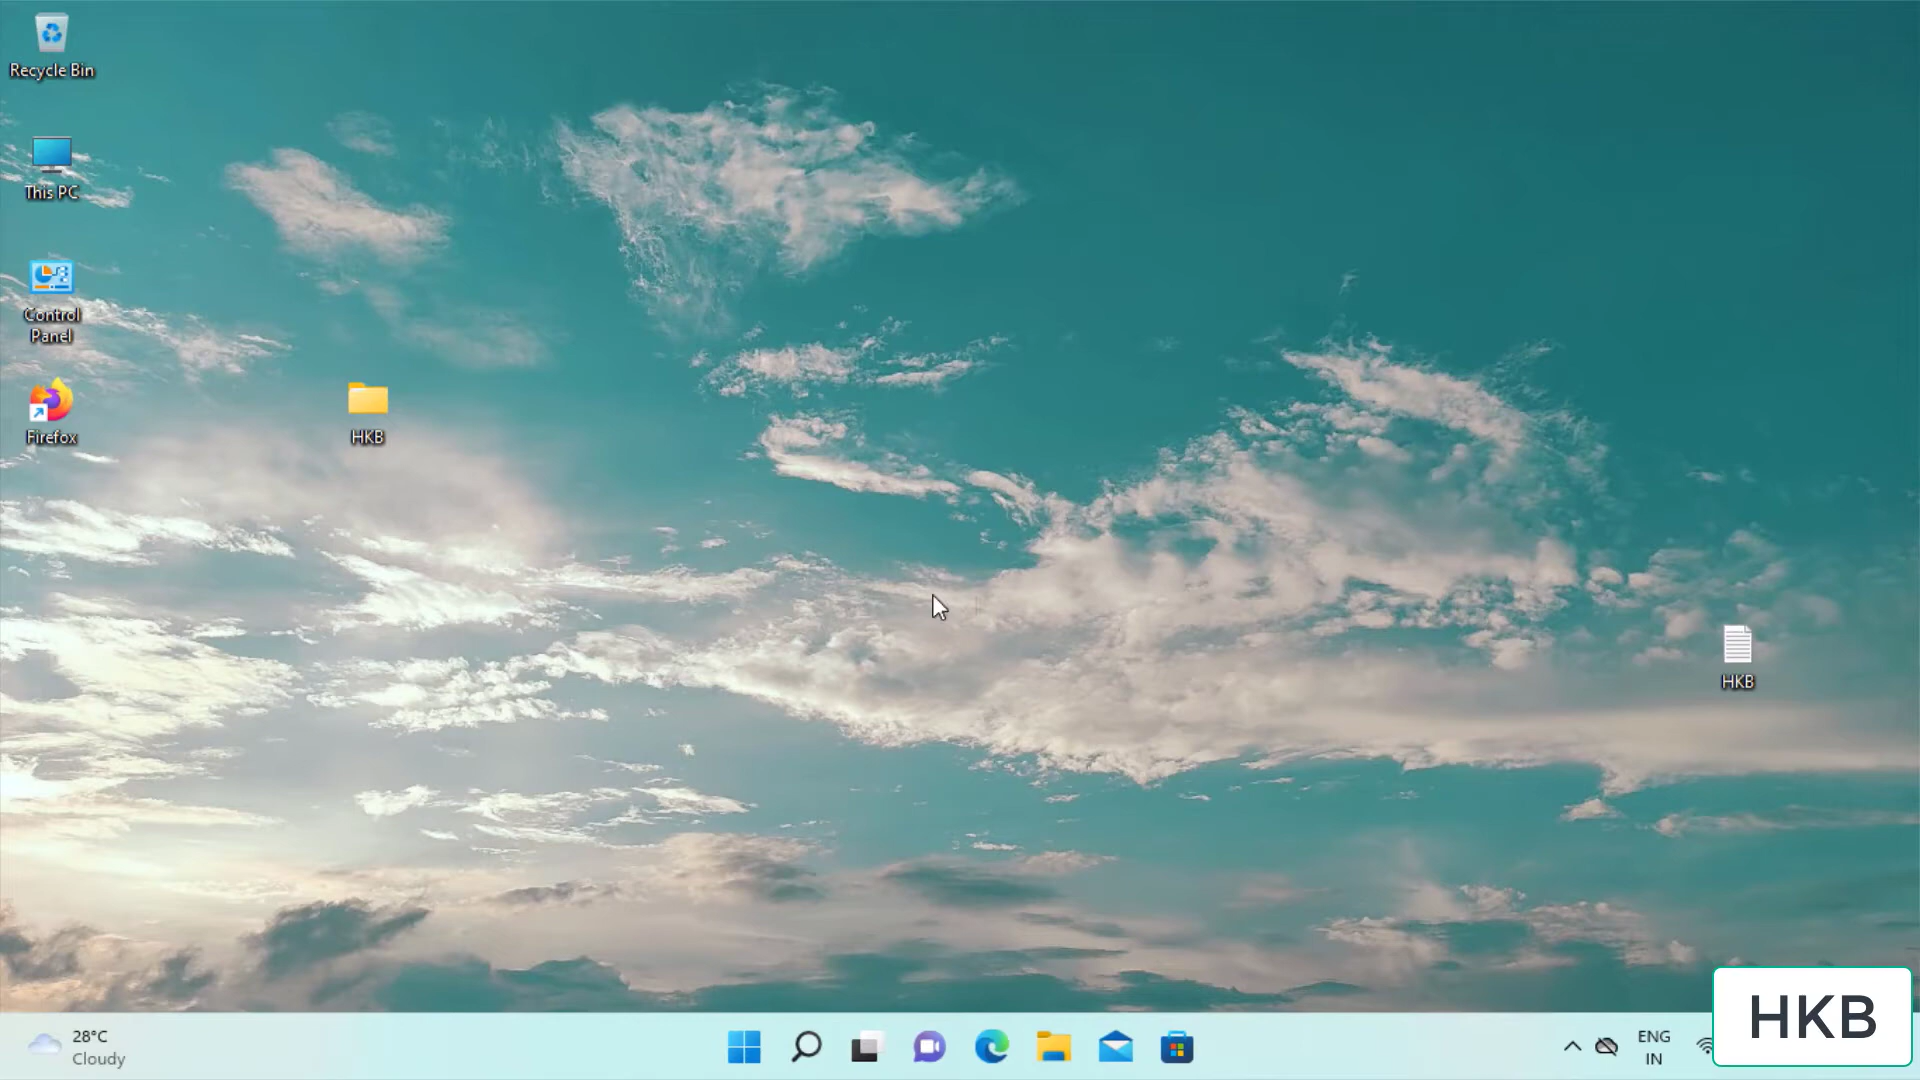 Recycle Bin
This PC
Control
Panel
Firefox
HKB
HKB
28°C
Cloudy
ENG
IN
HKB